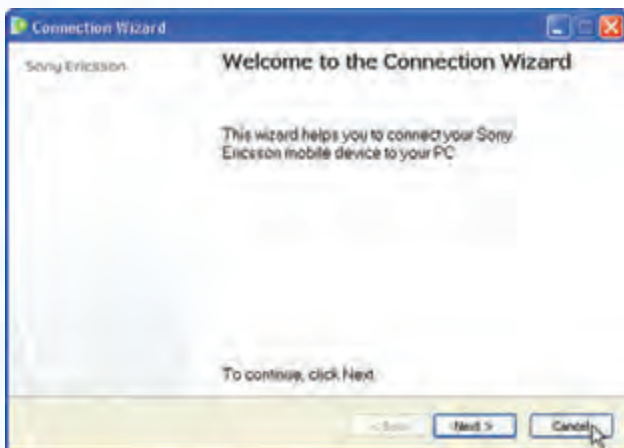 Connection Wizard
Sony Ericsson
Welcome to the Connection Wizard
This wizard helps you to connect your Sony
Ericsson mobile device to your PC
To continue, click Next
< Back
Next >
Cancel